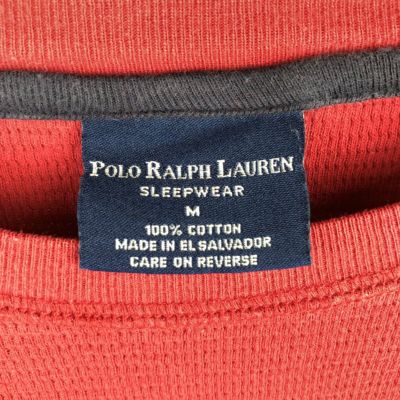 POLO RALPH LAUREN
SLEEPWEAR
M
100% COTTON
MADE IN EL SALVADOR
CARE ON REVERSE